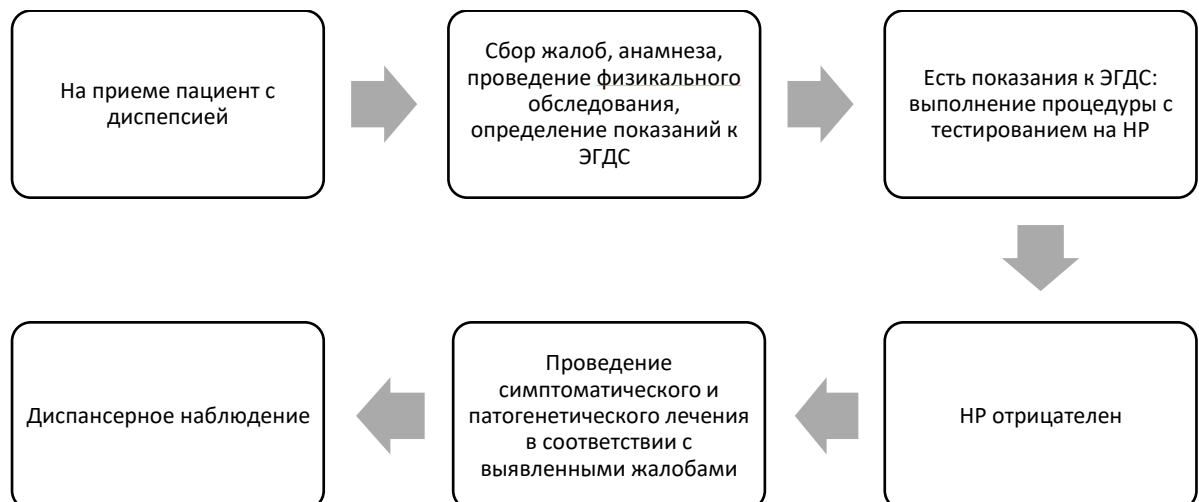 На приеме пациент с
диспепсией
Сбор жалоб, анамнеза,
проведение физикального
обследования,
определение показаний к
ЭГДС
Есть показания к ЭГДС:
выполнение процедуры с
тестированием на НР
НР отрицателен
Проведение
симптоматического и
патогенетического лечения
в соответствии с
выявленными жалобами
Диспансерное наблюдение